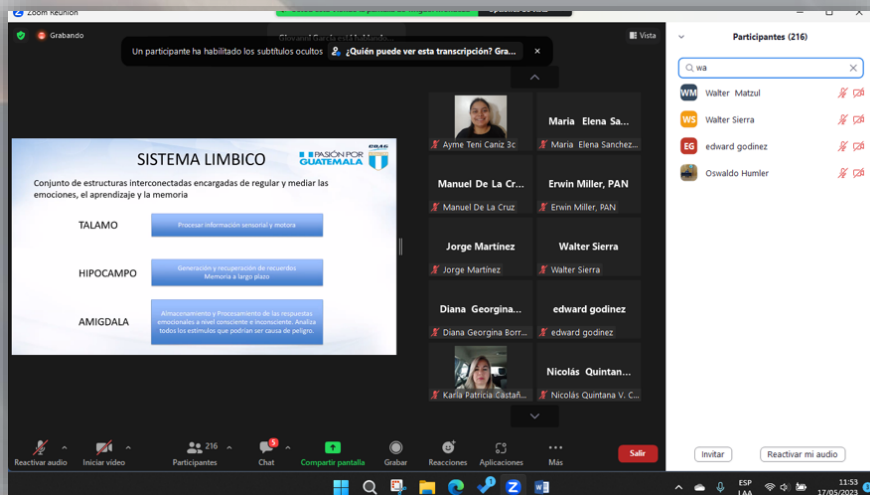 Zoom Reunión
Grabando
Vista
Un participante ha habilitado los subtítulos ocultos
¿Quién puede ver esta transcripción? Gra...
SISTEMA LIMBICO
PASIÓN POR
GUATEMALA
Conjunto de estructuras interconectadas encargadas de regular y mediar las
emociones, el aprendizaje y la memoria
TALAMO
Procesar información sensorial y motora
HIPOCAMPO
Generación y recuperación de recuerdos
Memoria a largo plazo
AMIGDALA
Almacenamiento y Procesamiento de las respuestas
emocionales a nivel consciente e inconsciente. Analiza
todos los estímulos que podrían ser causa de peligro.
Ayme Teni Caniz 3c
Maria Elena Sa...
Maria Elena Sanchez...
Manuel De La Cr...
Manuel De La Cruz
Erwin Miller, PAN
Erwin Miller, PAN
Jorge Martínez
Jorge Martínez
Walter Sierra
Walter Sierra
Diana Georgina...
Diana Georgina Borr...
edward godinez
edward godinez
Karla Patricia Castañ...
Nicolás Quintan...
Nicolás Quintana V. C...
Participantes (216)
wa
WM Walter Matzul
WS Walter Sierra
EG edward godinez
Oswaldo Humler
Invitar
Reactivar mi audio
Reactivar audio
Iniciar video
216
Participantes
5
Chat
Compartir pantalla
Grabar
Reacciones
Aplicaciones
Más
Salir
ESP
LAA
11:53
17/05/2023